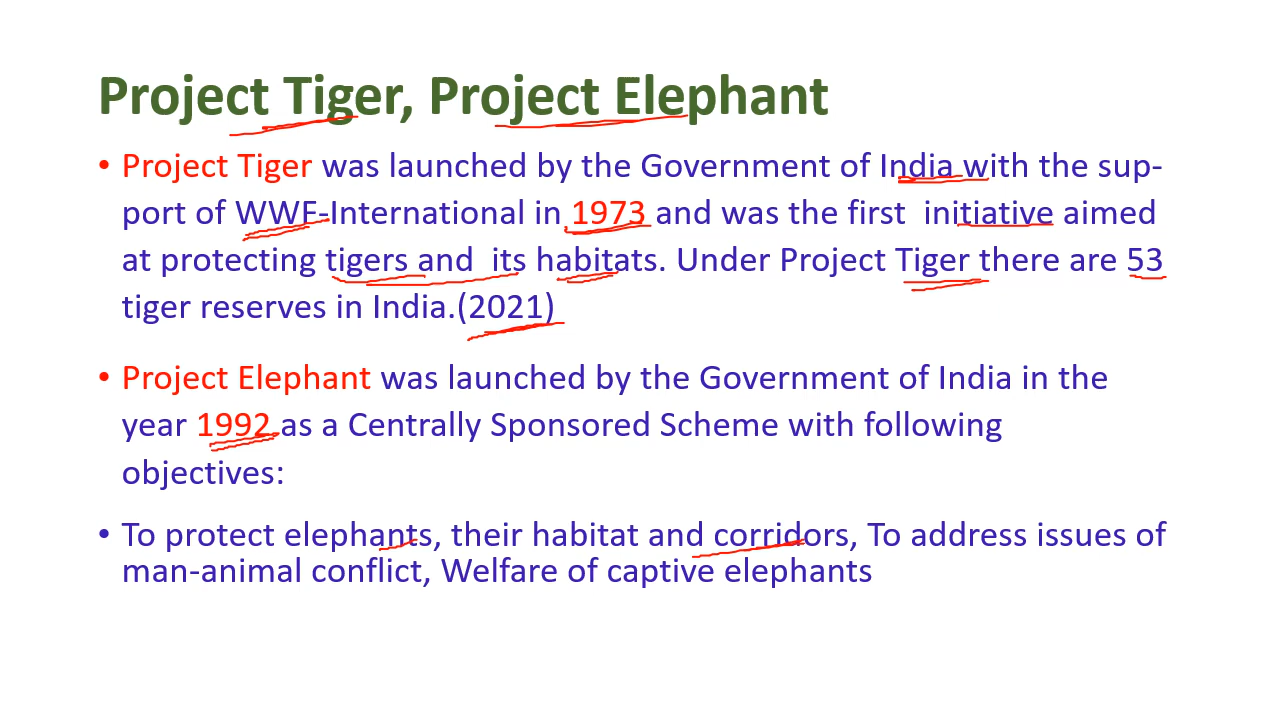 Project Tiger, Project Elephant
• Project Tiger was launched by the Government of India with the sup-
port of WWF-International in 1973 and was the first initiative aimed
at protecting tigers and its habitats. Under Project Tiger there are 53
tiger reserves in India.(2021)
• Project Elephant was launched by the Government of India in the
year 1992 as a Centrally Sponsored Scheme with following
objectives:
• To protect elephants, their habitat and corridors, To address issues of
man-animal conflict, Welfare of captive elephants